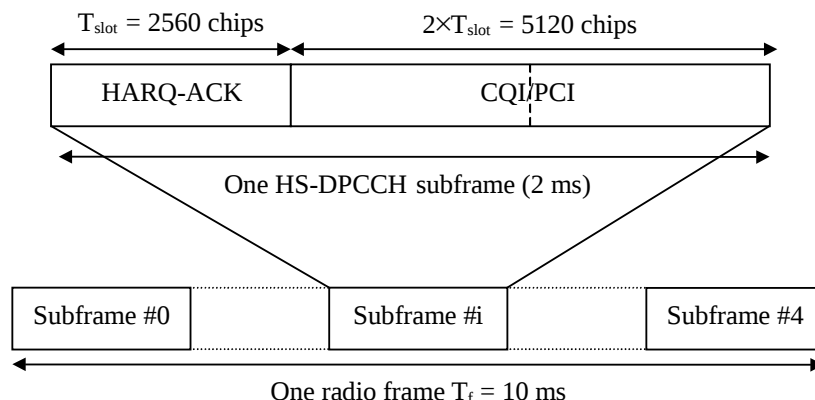 T_slot = 2560 chips
2×T_slot = 5120 chips
HARQ-ACK
CQI/PCI
One HS-DPCCH subframe (2 ms)
Subframe #0
Subframe #i
Subframe #4
One radio frame T_f = 10 ms